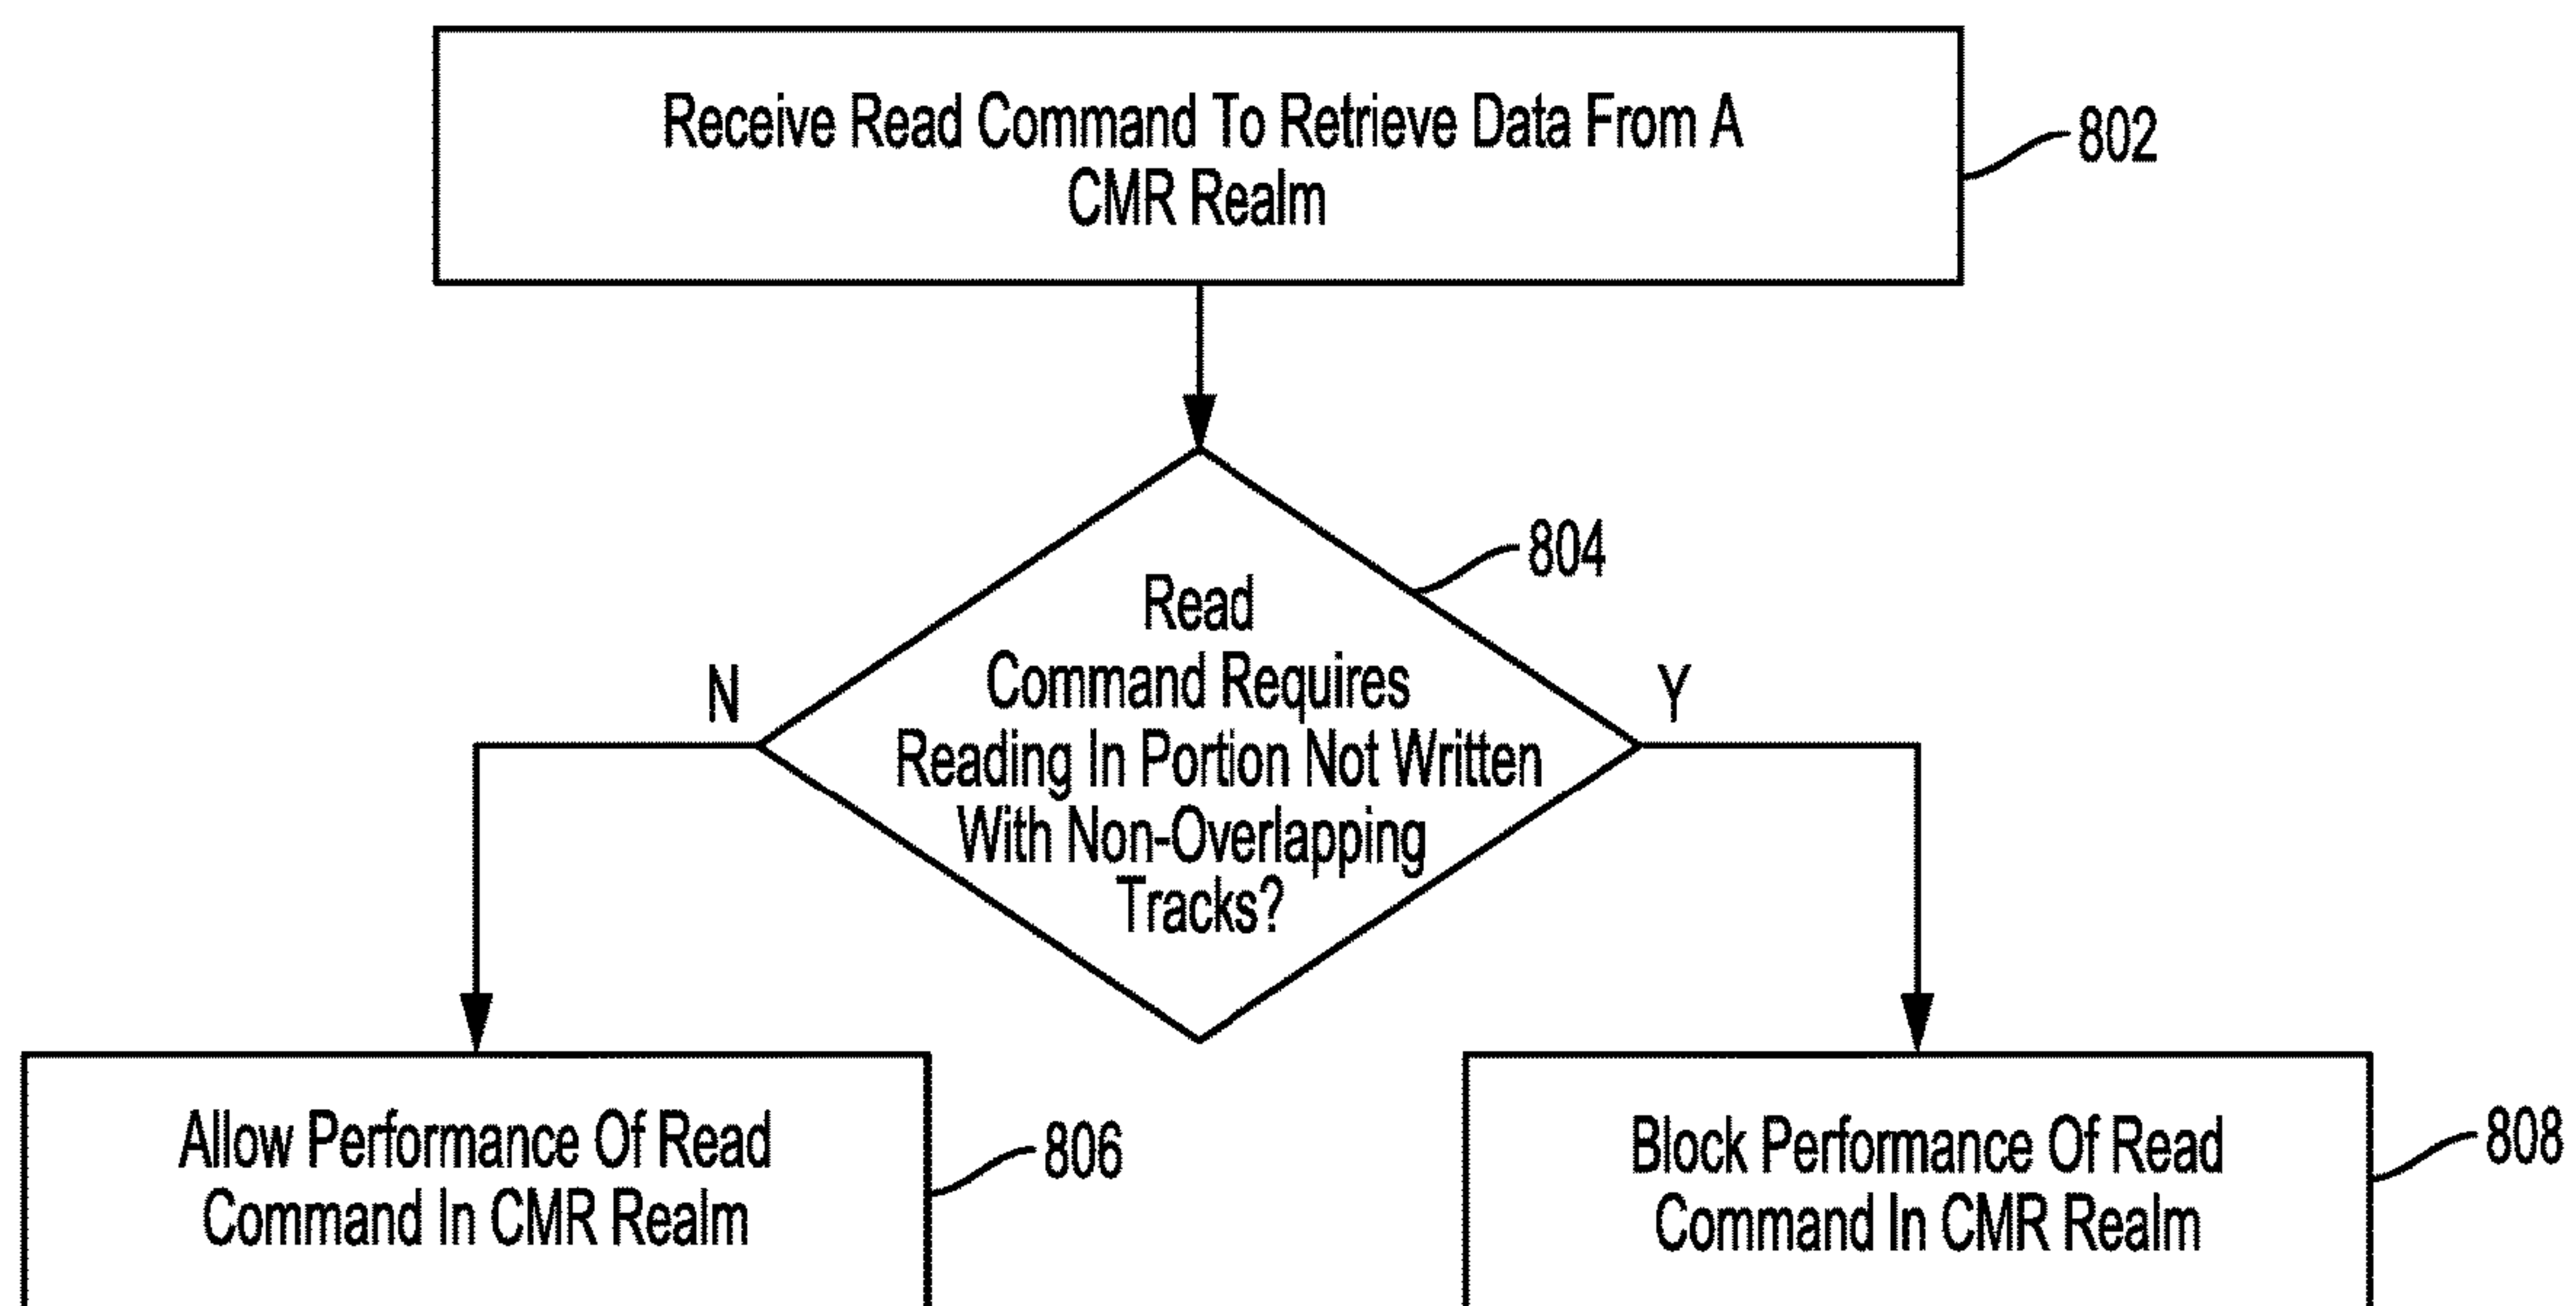 Receive Read Command To Retrieve Data From A
CMR Realm
802
804
Read
Command Requires
Reading In Portion Not Written
With Non-Overlapping
Tracks?
N
Y
Allow Performance Of Read
Command In CMR Realm
806
Block Performance Of Read
Command In CMR Realm
808